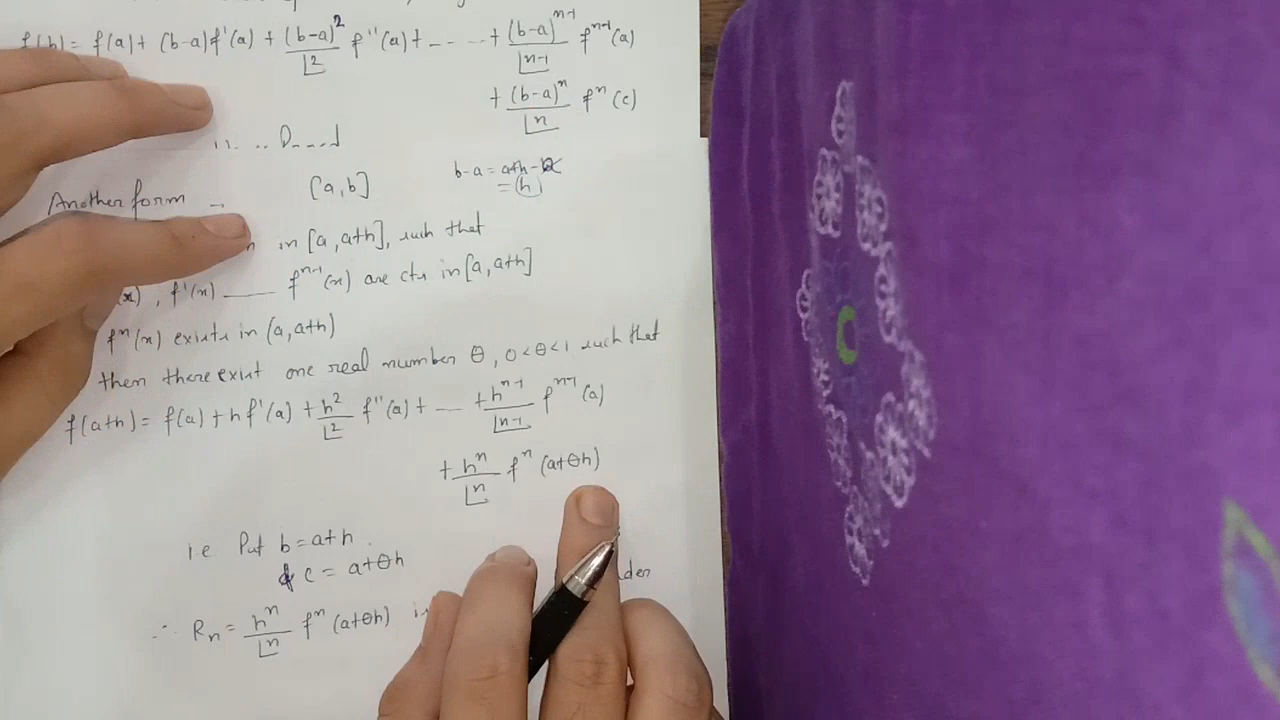 = f(a) + (b-a)f'(a) + (b-a)²/⌊2 f''(a) + -- -- + (b-a)ⁿ⁻¹/⌊n-1 fⁿ⁻¹(a)
+ (b-a)ⁿ/⌊n fⁿ(c)
Another form → [a,b] b-a = a+h-a
= h
in [a, a+h], such that
(x), f'(x) —— fⁿ⁻¹(x) are cts in [a, a+h]
fⁿ(x) exists in (a, a+h)
then there exist one real number θ, 0<θ<1 such that
f(a+h) = f(a) + h f'(a) + h²/⌊2 f''(a) + --- + hⁿ⁻¹/⌊n-1 fⁿ⁻¹(a)
+ hⁿ/⌊n fⁿ(a+θh)
i.e Put b = a+h.
& c = a+θh
∴ Rn = hⁿ/⌊n fⁿ(a+θh)